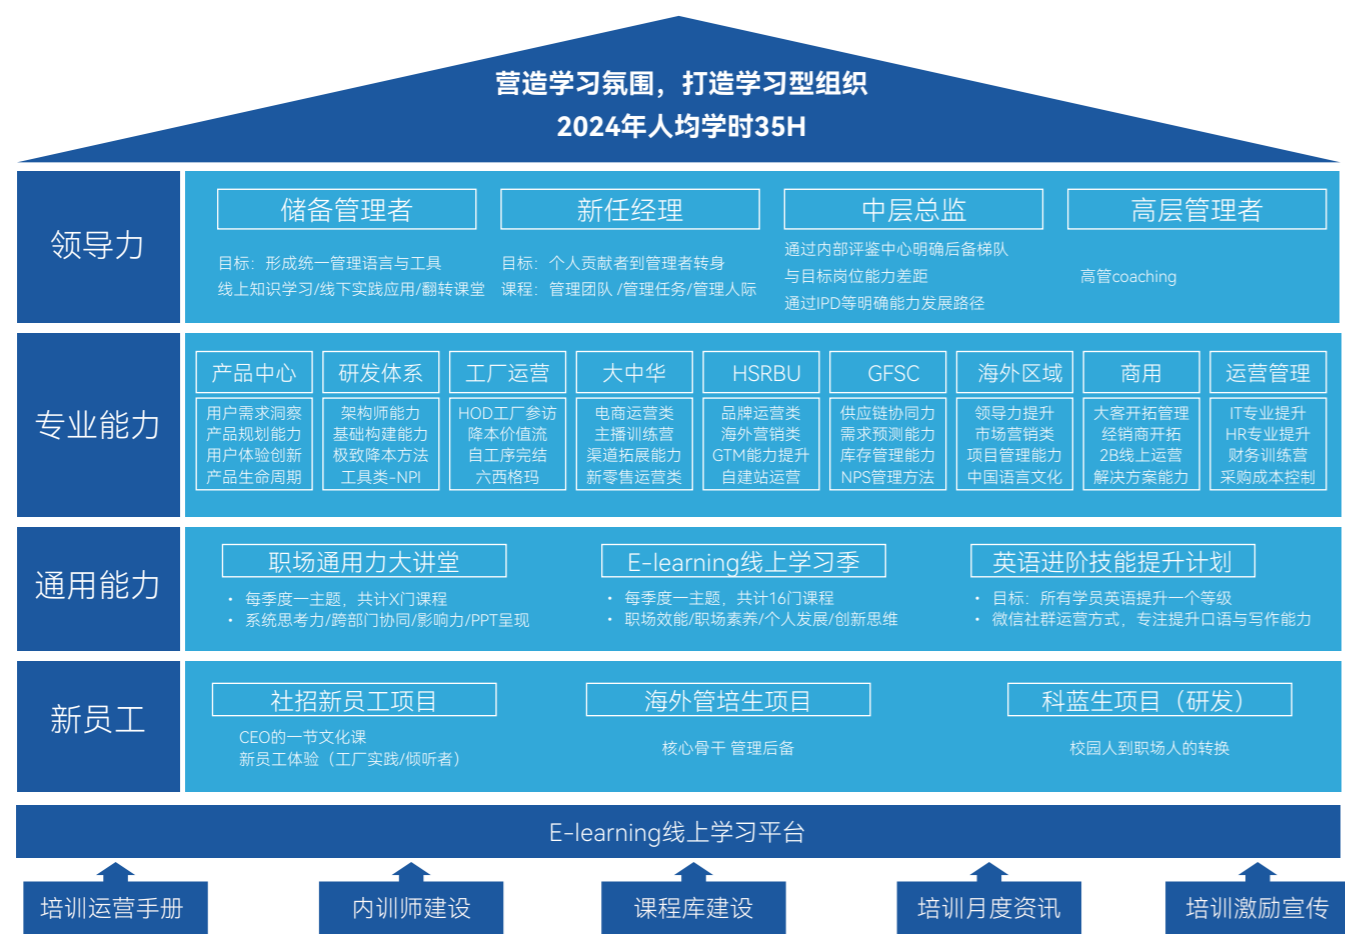 营造学习氛围，打造学习型组织
2024年人均学时35H
领导力
储备管理者
目标：形成统一管理语言与工具
线上知识学习/线下实践应用/翻转课堂
新任经理
目标：个人贡献者到管理者转身
课程：管理团队 /管理任务/管理人际
中层总监
通过内部评鉴中心明确后备梯队
与目标岗位能力差距
通过IPD等明确能力发展路径
高层管理者
高管coaching
专业能力
产品中心
用户需求洞察
产品规划能力
用户体验创新
产品生命周期
研发体系
架构师能力
基础构建能力
极致降本方法
工具类-NPI
工厂运营
HOD工厂参访
降本价值流
自工序完结
六西格玛
大中华
电商运营类
主播训练营
渠道拓展能力
新零售运营类
HSRBU
品牌运营类
海外营销类
GTM能力提升
自建站运营
GFSC
供应链协同力
需求预测能力
库存管理能力
NPS管理方法
海外区域
领导力提升
市场营销类
项目管理能力
中国语言文化
商用
大客开拓管理
经销商开拓
2B线上运营
解决方案能力
运营管理
IT专业提升
HR专业提升
财务训练营
采购成本控制
通用能力
职场通用力大讲堂
• 每季度一主题，共计X门课程
• 系统思考力/跨部门协同/影响力/PPT呈现
E-learning线上学习季
• 每季度一主题，共计16门课程
• 职场效能/职场素养/个人发展/创新思维
英语进阶技能提升计划
• 目标：所有学员英语提升一个等级
• 微信社群运营方式，专注提升口语与写作能力
新员工
社招新员工项目
CEO的一节文化课
新员工体验（工厂实践/倾听者）
海外管培生项目
核心骨干 管理后备
科蓝生项目（研发）
校园人到职场人的转换
E-learning线上学习平台
培训运营手册
内训师建设
课程库建设
培训月度资讯
培训激励宣传